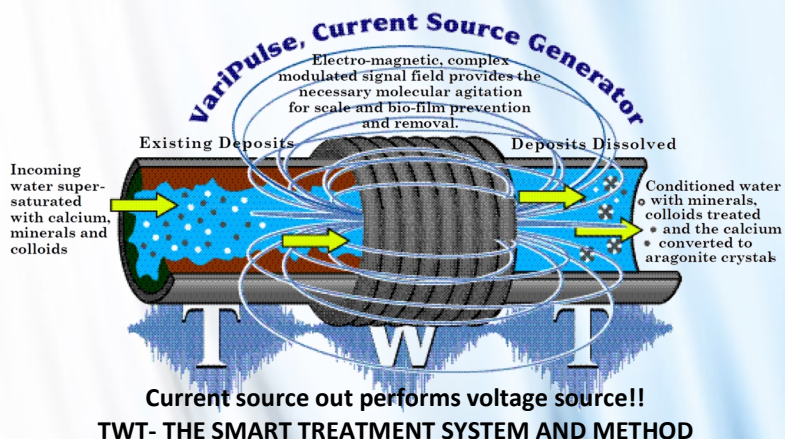 VariPulse, Current Source Generator
Electro-magnetic, complex
modulated signal field provides the
necessary molecular agitation
for scale and bio-film prevention
and removal.
Existing Deposits
Deposits Dissolved
Incoming
water super-
saturated
with calcium,
minerals and
colloids
Conditioned water
with minerals,
colloids treated
and the calcium
converted to
aragonite crystals
T W T
Current source out performs voltage source!!
TWT- THE SMART TREATMENT SYSTEM AND METHOD